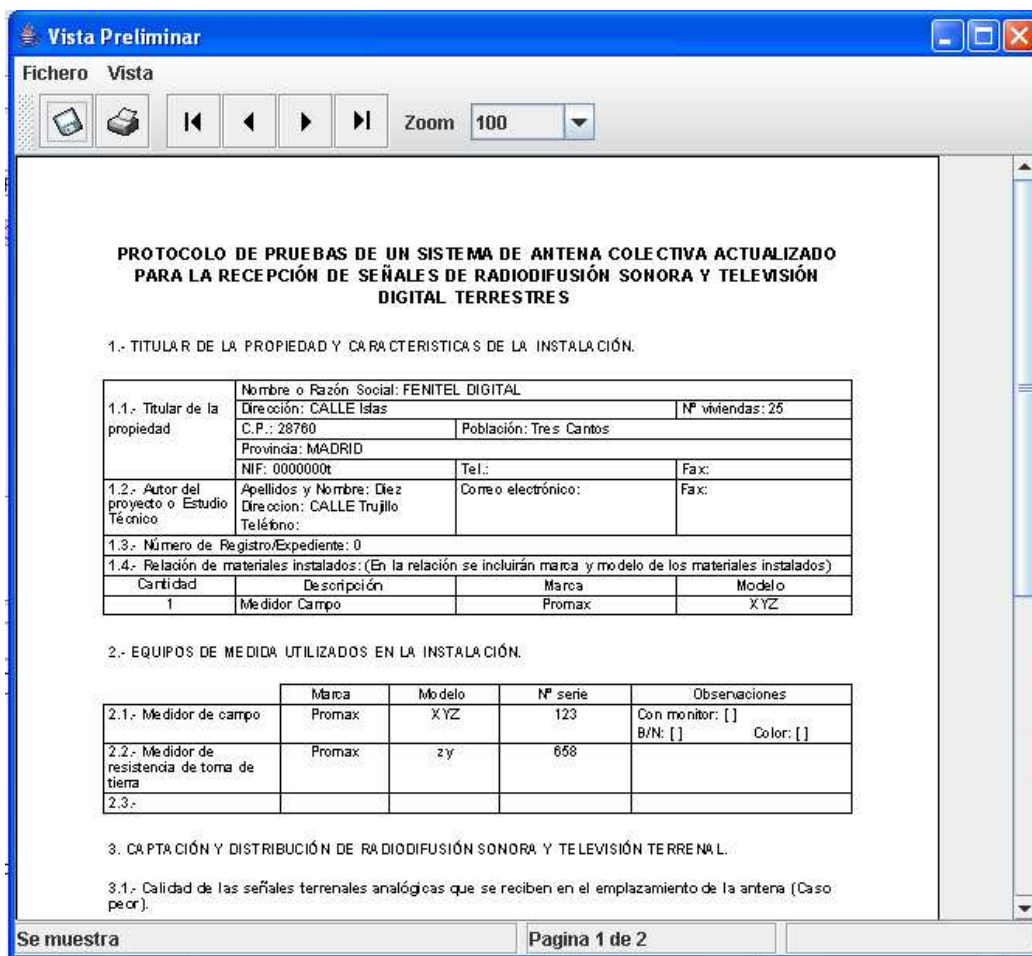 Vista Preliminar
Fichero Vista
Zoom 100
PROTOCOLO DE PRUEBAS DE UN SISTEMA DE ANTENA COLECTIVA ACTUALIZADO
PARA LA RECEPCIÓN DE SEÑALES DE RADIODIFUSIÓN SONORA Y TELEVISIÓN
DIGITAL TERRESTRES
1.- TITULAR DE LA PROPIEDAD Y CARACTERISTICAS DE LA INSTALACIÓN.
1.1.- Titular de la propiedad
Nombre o Razón Social: FENITEL DIGITAL
Dirección: CALLE Islas Nº viviendas: 25
C.P.: 28760 Población: Tres Cantos
Provincia: MADRID
NIF: 0000000t Tel.: Fax:
1.2.- Autor del
proyecto o Estudio
Técnico
Apellidos y Nombre: Diez
Direccion: CALLE Trujillo
Teléfono:
Correo electrónico:
Fax:
1.3.- Número de Registro/Expediente: 0
1.4.- Relación de materiales instalados: (En la relación se incluirán marca y modelo de los materiales instalados)
Cantidad Descripción Marca Modelo
1 Medidor Campo Promax XYZ
2.- EQUIPOS DE MEDIDA UTILIZADOS EN LA INSTALACIÓN.
Marca Modelo Nº serie Observaciones
2.1.- Medidor de campo Promax XYZ 123 Con monitor: [ ]
B/N: [ ] Color: [ ]
2.2.- Medidor de
resistencia de toma de
tierra
Promax zy 658
2.3.-
3. CAPTACIÓN Y DISTRIBUCIÓN DE RADIODIFUSIÓN SONORA Y TELEVISIÓN TERRENAL.
3.1.- Calidad de las señales terrenales analógicas que se reciben en el emplazamiento de la antena (Caso
peor).
Se muestra Pagina 1 de 2